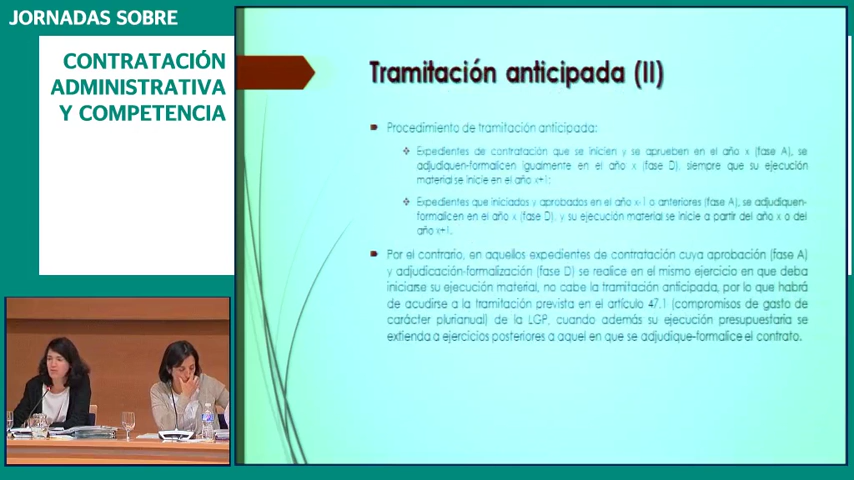 JORNADAS SOBRE
CONTRATACIÓN
ADMINISTRATIVA
Y COMPETENCIA
Tramitación anticipada (II)
Procedimiento de tramitación anticipada:
Expedientes de contratación que se inicien y se aprueben en el año x (fase A), se
adjudiquen-formalicen igualmente en el año x (fase D), siempre que su ejecución
material se inicie en el año x+1;
Expedientes que iniciados y aprobados en el año x-1 o anteriores (fase A), se adjudiquen-
formalicen en el año x (fase D), y su ejecución material se inicie a partir del año x o del
año x+1.
Por el contrario, en aquellos expedientes de contratación cuya aprobación (fase A)
y adjudicación-formalización (fase D) se realice en el mismo ejercicio en que deba
iniciarse su ejecución material, no cabe la tramitación anticipada, por lo que habrá
de acudirse a la tramitación prevista en el artículo 47.1 (compromisos de gasto de
carácter plurianual) de la LGP, cuando además su ejecución presupuestaria se
extienda a ejercicios posteriores a aquel en que se adjudique-formalice el contrato.